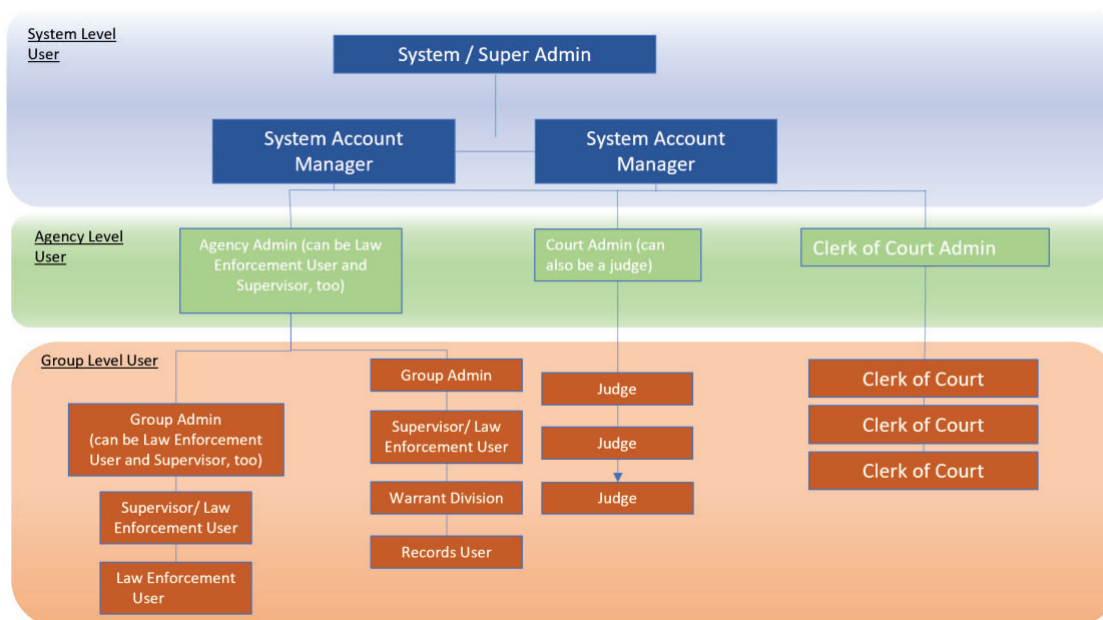 System Level
User
System / Super Admin
System Account
Manager
System Account
Manager
Agency Level
User
Agency Admin (can be Law
Enforcement User and
Supervisor, too)
Court Admin (can
also be a judge)
Clerk of Court Admin
Group Level User
Group Admin
(can be Law Enforcement
User and Supervisor, too)
Supervisor/ Law
Enforcement User
Law Enforcement
User
Group Admin
Supervisor/ Law
Enforcement User
Warrant Division
Records User
Judge
Judge
Judge
Clerk of Court
Clerk of Court
Clerk of Court